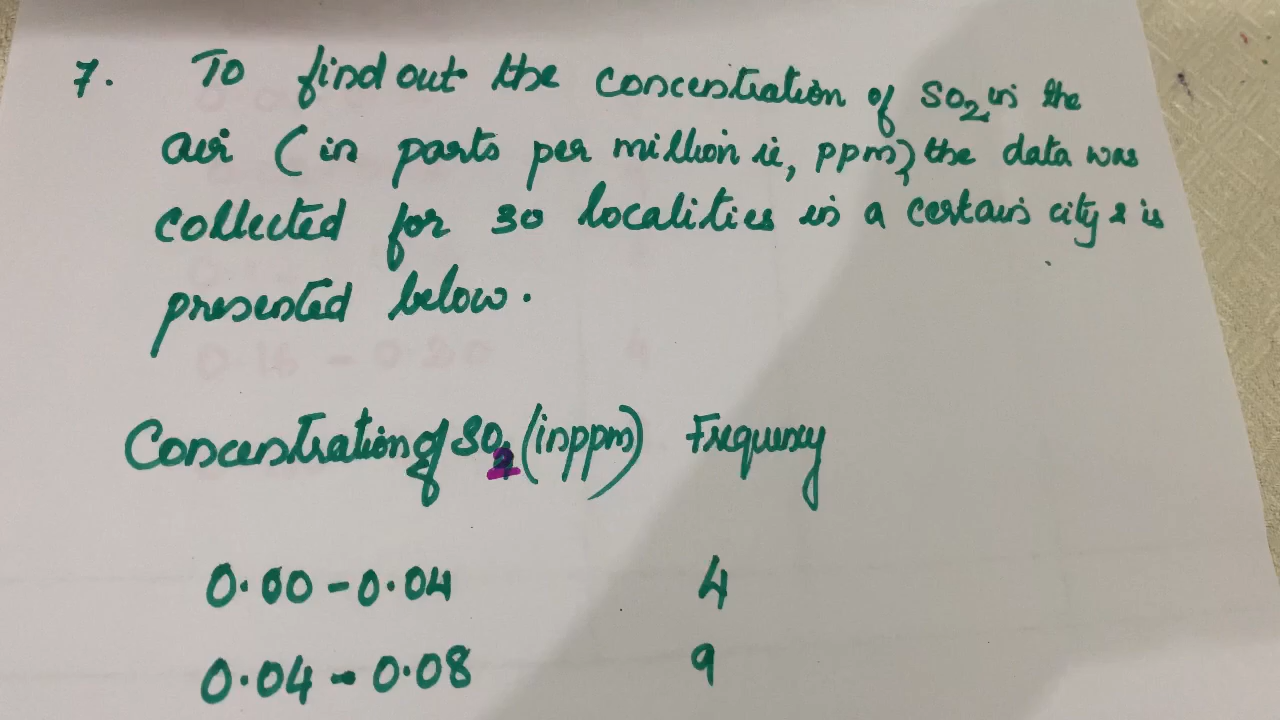 7. To find out the concentration of SO2 in the
air (in parts per million ie, ppm), the data was
collected for 30 localities in a certain city & is
presented below.
Concentration of SO2 (in ppm) Frequency
0.00 - 0.04 4
0.04 - 0.08 9